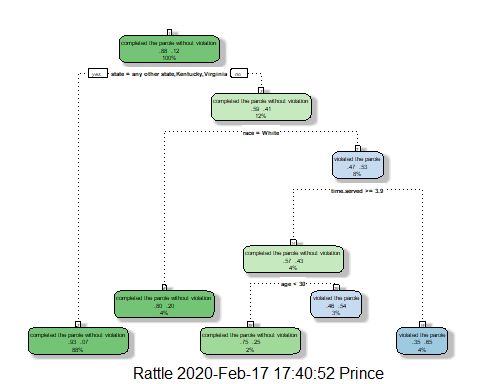 completed the parole without violation
.88 .12
100%
yes state = any other state,Kentucky,Virginia no
completed the parole without violation
.59 .41
12%
race = White
violated the parole
.47 .53
8%
time.served >= 3.9
completed the parole without violation
.57 .43
4%
age < 30
completed the parole without violation
.80 .20
4%
violated the parole
.46 .54
3%
completed the parole without violation
.93 .07
88%
completed the parole without violation
.75 .25
2%
violated the parole
.35 .65
4%
Rattle 2020-Feb-17 17:40:52 Prince